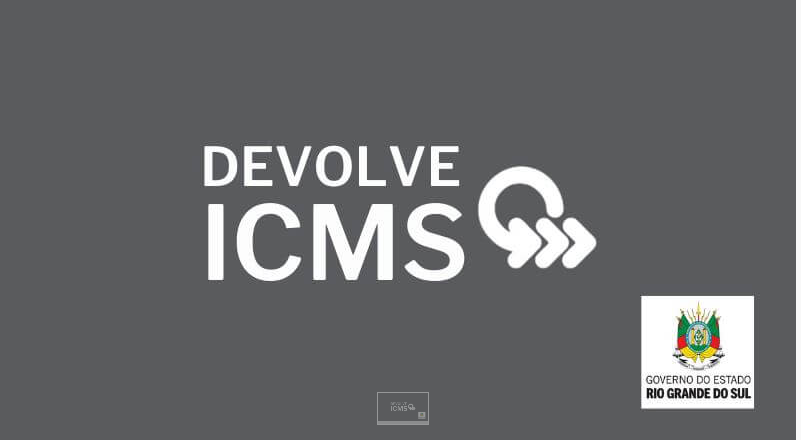 DEVOLVE
ICMS
GOVERNO DO ESTADO
RIO GRANDE DO SUL